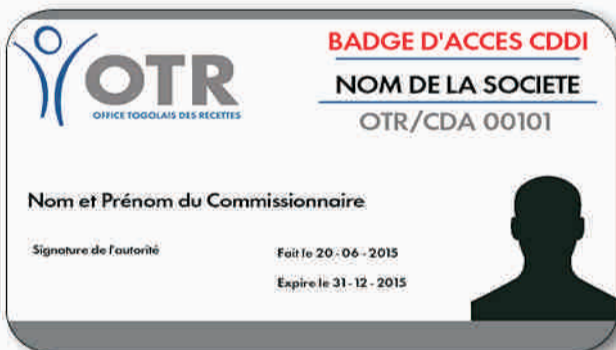 OTR
OFFICE TOGOLAIS DES RECETTES
BADGE D'ACCES CDDI
NOM DE LA SOCIETE
OTR/CDA 00101
Nom et Prénom du Commissionnaire
Signature de l'autorité
Fait le 20 - 06 - 2015
Expire le 31 - 12 - 2015